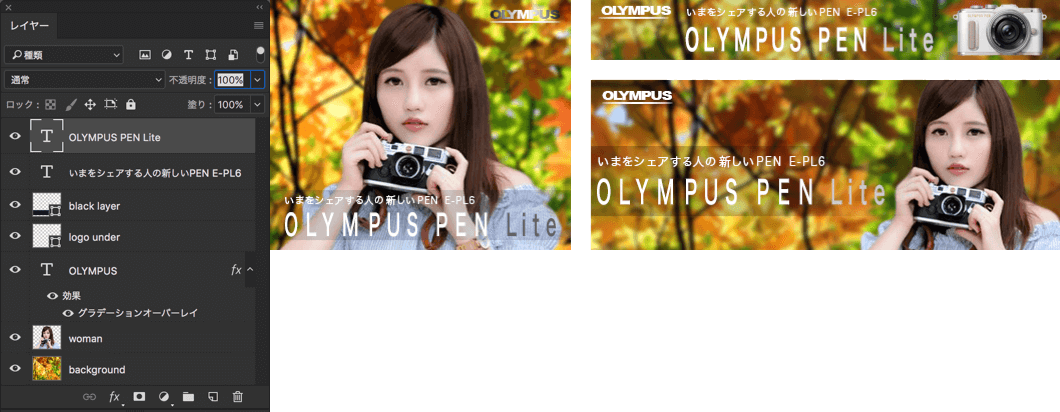 レイヤー
種類
通常
不透明度：
100%
ロック：
塗り：
100%
OLYMPUS PEN Lite
いまをシェアする人の新しいPEN E-PL6
black layer
logo under
OLYMPUS
fx
効果
グラデーションオーバーレイ
woman
background
fx
OLYMPUS
いまをシェアする人の新しいPEN E-PL6
OLYMPUS PEN Lite
OLYMPUS
いまをシェアする人の新しいPEN E-PL6
OLYMPUS PEN Lite
OLYMPUS
いまをシェアする人の新しいPEN E-PL6
OLYMPUS PEN Lite